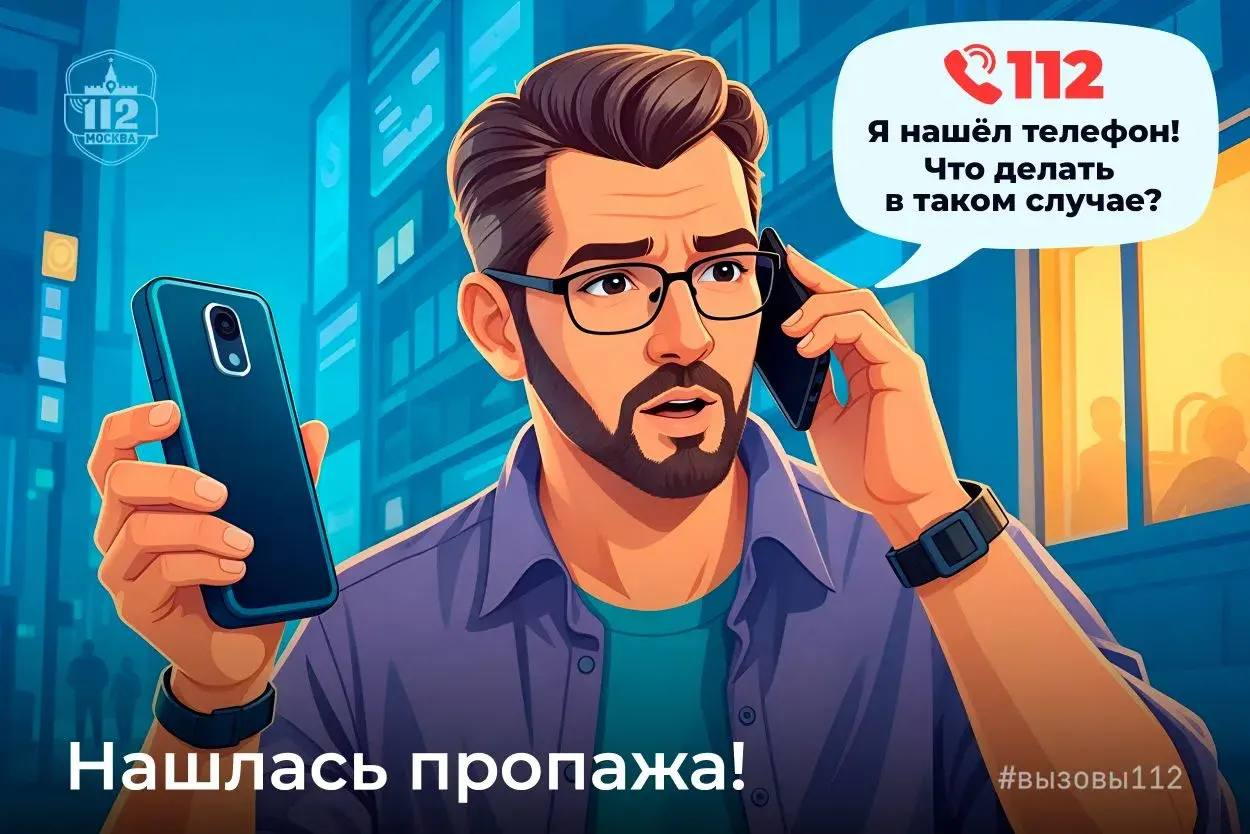 112
МОСКВА
112
Я нашёл телефон!
Что делать
в таком случае?
Нашлась пропажа!
#вызовы112